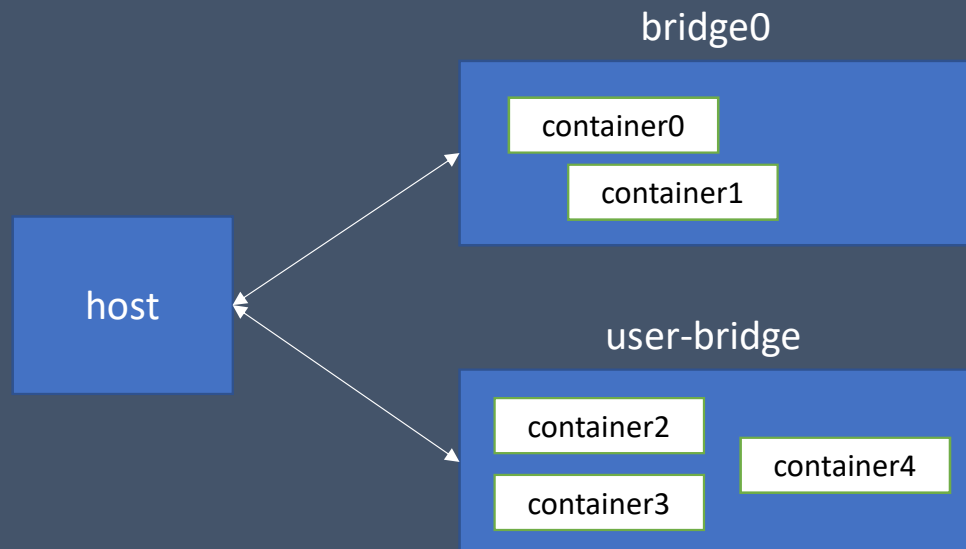 bridge0
container0
container1
host
user-bridge
container2
container4
container3